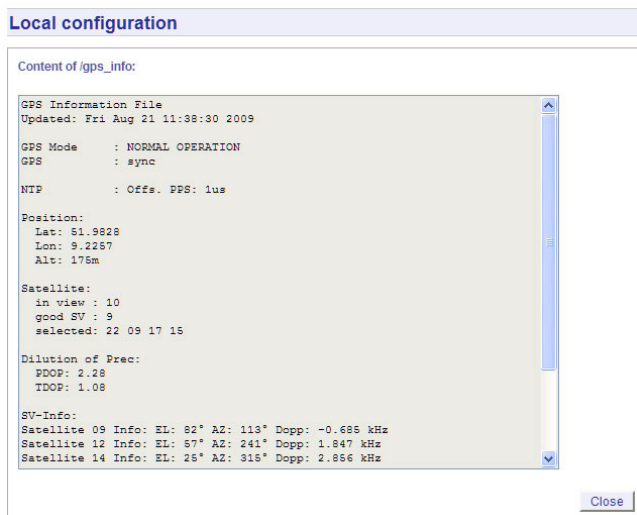 Local configuration
Content of /gps_info:
GPS Information File
Updated: Fri Aug 21 11:38:30 2009
GPS Mode : NORMAL OPERATION
GPS : sync
NTP : Offs. PPS: 1us
Position:
Lat: 51.9828
Lon: 9.2257
Alt: 175m
Satellite:
in view : 10
good SV : 9
selected: 22 09 17 15
Dilution of Prec:
PDOP: 2.28
TDOP: 1.08
SV-Info:
Satellite 09 Info: EL: 82° AZ: 113° Dopp: -0.685 kHz
Satellite 12 Info: EL: 57° AZ: 241° Dopp: 1.847 kHz
Satellite 14 Info: EL: 25° AZ: 315° Dopp: 2.856 kHz
Close